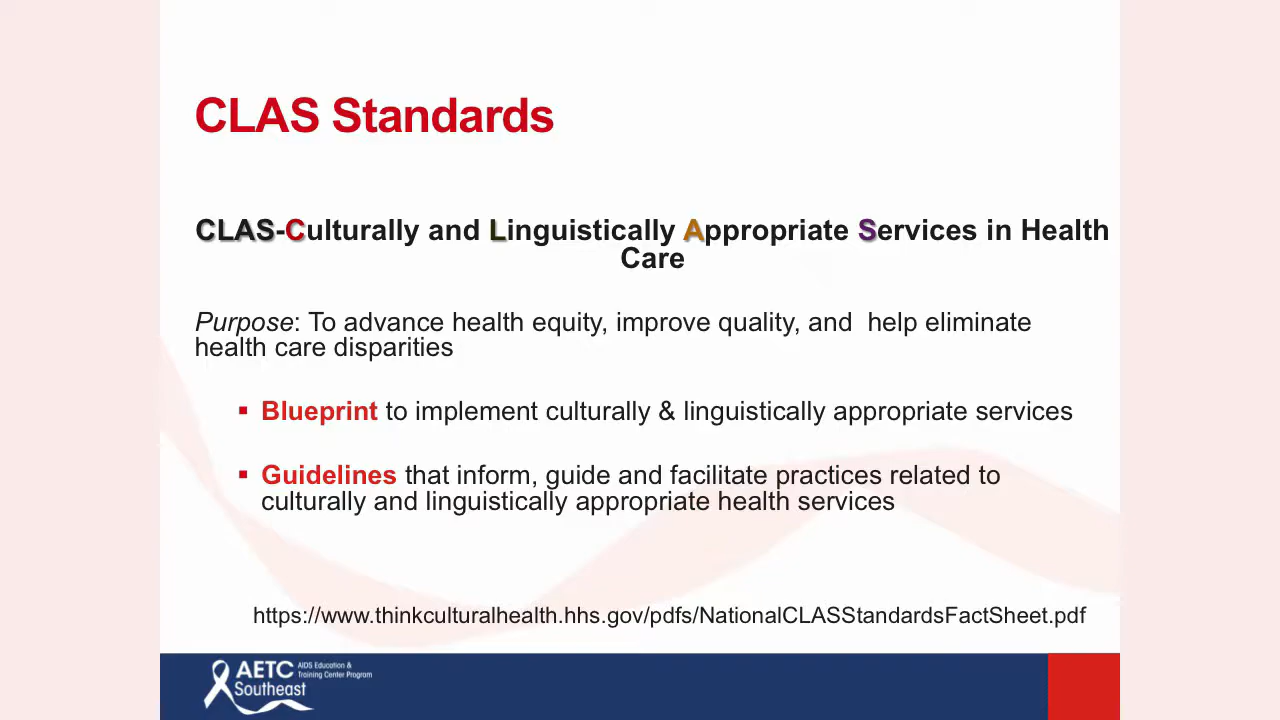 CLAS Standards
CLAS-Culturally and Linguistically Appropriate Services in Health
Care
Purpose: To advance health equity, improve quality, and  help eliminate
health care disparities
▪ Blueprint to implement culturally & linguistically appropriate services
▪ Guidelines that inform, guide and facilitate practices related to
culturally and linguistically appropriate health services
https://www.thinkculturalhealth.hhs.gov/pdfs/NationalCLASStandardsFactSheet.pdf
AETC AIDS Education &
Training Center Program
Southeast